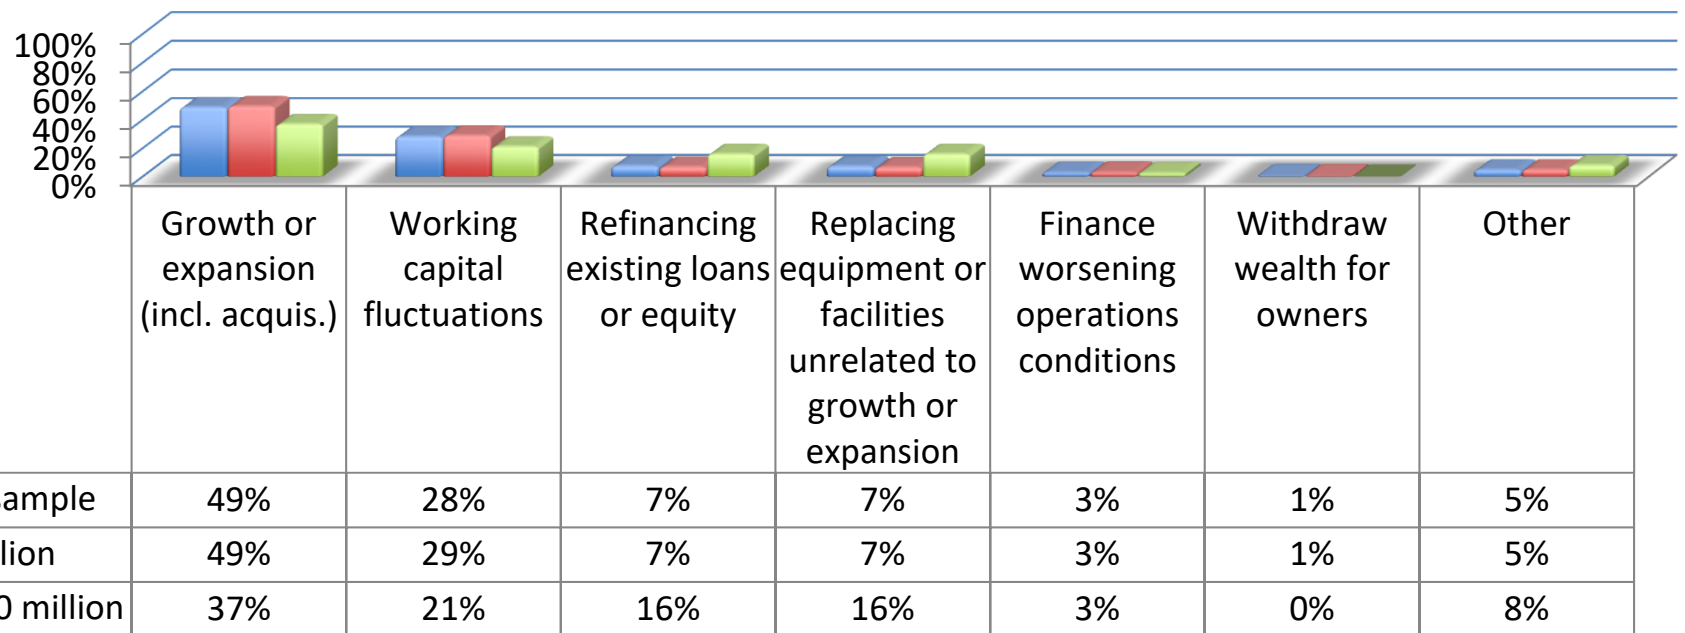 100%
80%
60%
40%
20%
0%
Growth or
expansion
(incl. acquis.)
Working
capital
fluctuations
Refinancing
existing loans
or equity
Replacing
equipment or
facilities
unrelated to
growth or
expansion
Finance
worsening
operations
conditions
Withdraw
wealth for
owners
Other
ample 49% 28% 7% 7% 3% 1% 5%
lion 49% 29% 7% 7% 3% 1% 5%
0 million 37% 21% 16% 16% 3% 0% 8%